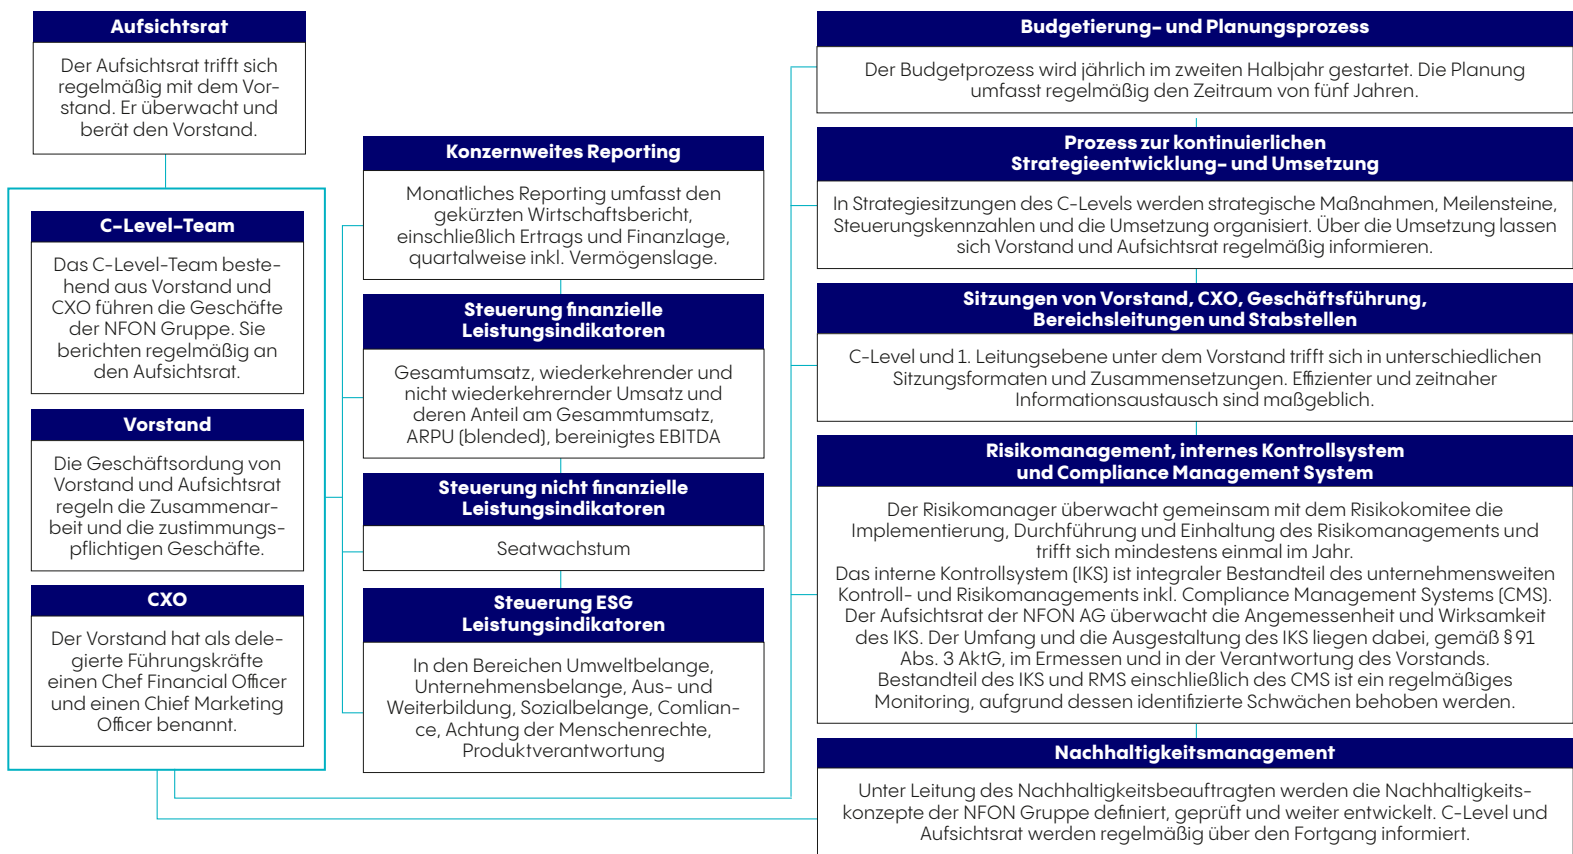 Aufsichtsrat
Der Aufsichtsrat trifft sich
regelmäßig mit dem Vor-
stand. Er überwacht und
berät den Vorstand.
C-Level-Team
Das C-Level-Team beste-
hend aus Vorstand und
CXO führen die Geschäfte
der NFON Gruppe. Sie
berichten regelmäßig an
den Aufsichtsrat.
Vorstand
Die Geschäftsordung von
Vorstand und Aufsichtsrat
regeln die Zusammenar-
beit und die zustimmungs-
pflichtigen Geschäfte.
CXO
Der Vorstand hat als dele-
gierte Führungskräfte
einen Chef Financial Officer
und einen Chief Marketing
Officer benannt.
Konzernweites Reporting
Monatliches Reporting umfasst den
gekürzten Wirtschaftsbericht,
einschließlich Ertrags und Finanzlage,
quartalweise inkl. Vermögenslage.
Steuerung finanzielle
Leistungsindikatoren
Gesamtumsatz, wiederkehrender und
nicht wiederkehrernder Umsatz und
deren Anteil am Gesammtumsatz,
ARPU (blended), bereinigtes EBITDA
Steuerung nicht finanzielle
Leistungsindikatoren
Seatwachstum
Steuerung ESG
Leistungsindikatoren
In den Bereichen Umweltbelange,
Unternehmensbelange, Aus- und
Weiterbildung, Sozialbelange, Comlian-
ce, Achtung der Menschenrechte,
Produktverantwortung
Budgetierung- und Planungsprozess
Der Budgetprozess wird jährlich im zweiten Halbjahr gestartet. Die Planung
umfasst regelmäßig den Zeitraum von fünf Jahren.
Prozess zur kontinuierlichen
Strategieentwicklung- und Umsetzung
In Strategiesitzungen des C-Levels werden strategische Maßnahmen, Meilensteine,
Steuerungskennzahlen und die Umsetzung organisiert. Über die Umsetzung lassen
sich Vorstand und Aufsichtsrat regelmäßig informieren.
Sitzungen von Vorstand, CXO, Geschäftsführung,
Bereichsleitungen und Stabstellen
C-Level und 1. Leitungsebene unter dem Vorstand trifft sich in unterschiedlichen
Sitzungsformaten und Zusammensetzungen. Effizienter und zeitnaher
Informationsaustausch sind maßgeblich.
Risikomanagement, internes Kontrollsystem
und Compliance Management System
Der Risikomanager überwacht gemeinsam mit dem Risikokomitee die
Implementierung, Durchführung und Einhaltung des Risikomanagements und
trifft sich mindestens einmal im Jahr.
Das interne Kontrollsystem (IKS) ist integraler Bestandteil des unternehmensweiten
Kontroll- und Risikomanagements inkl. Compliance Management Systems (CMS).
Der Aufsichtsrat der NFON AG überwacht die Angemessenheit und Wirksamkeit
des IKS. Der Umfang und die Ausgestaltung des IKS liegen dabei, gemäß § 91
Abs. 3 AktG, im Ermessen und in der Verantwortung des Vorstands.
Bestandteil des IKS und RMS einschließlich des CMS ist ein regelmäßiges
Monitoring, aufgrund dessen identifizierte Schwächen behoben werden.
Nachhaltigkeitsmanagement
Unter Leitung des Nachhaltigkeitsbeauftragten werden die Nachhaltigkeits-
konzepte der NFON Gruppe definiert, geprüft und weiter entwickelt. C-Level und
Aufsichtsrat werden regelmäßig über den Fortgang informiert.